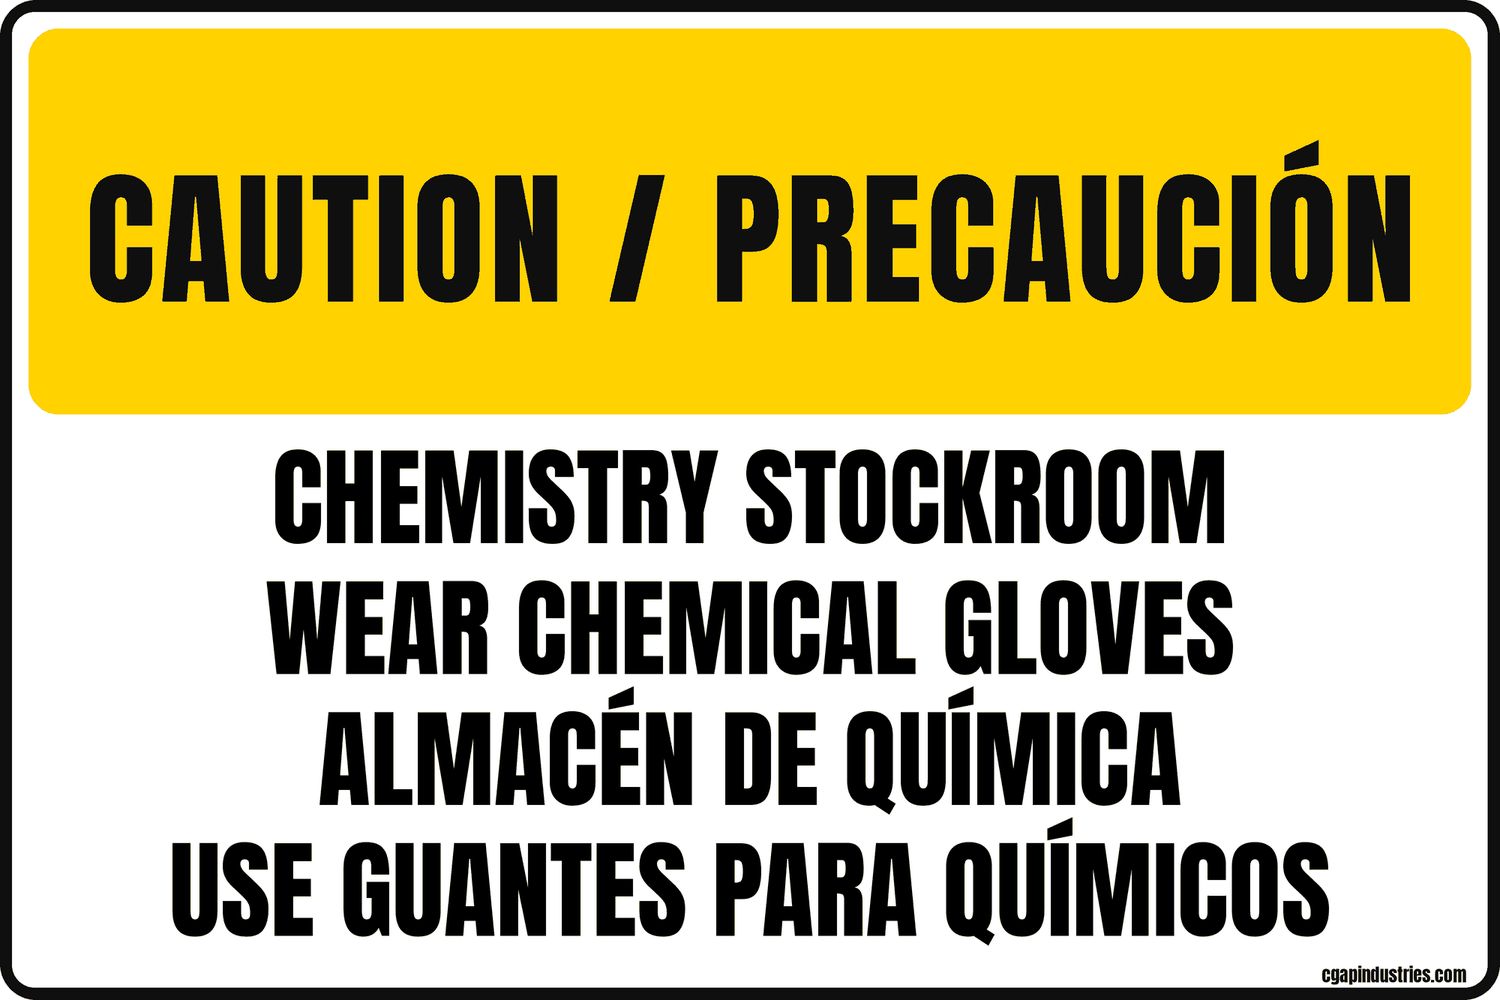 CAUTION / PRECAUCIÓN
CHEMISTRY STOCKROOM
WEAR CHEMICAL GLOVES
ALMACÉN DE QUÍMICA
USE GUANTES PARA QUÍMICOS
cgapindustries.com